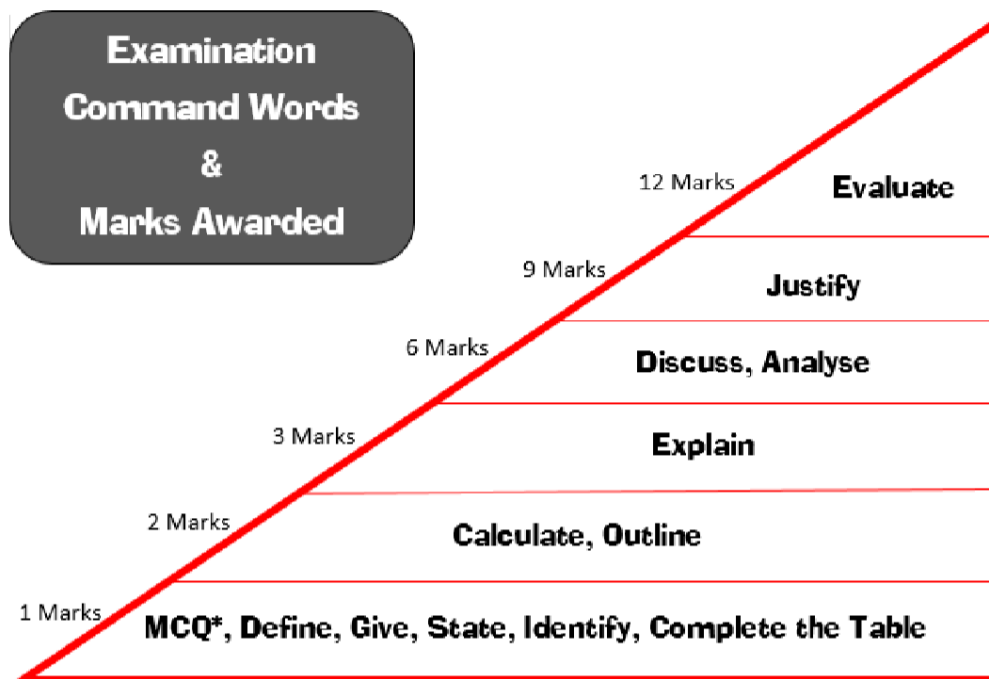 Examination
Command Words
&
Marks Awarded
12 Marks
Evaluate
9 Marks
Justify
6 Marks
Discuss, Analyse
3 Marks
Explain
2 Marks
Calculate, Outline
1 Marks
MCQ*, Define, Give, State, Identify, Complete the Table